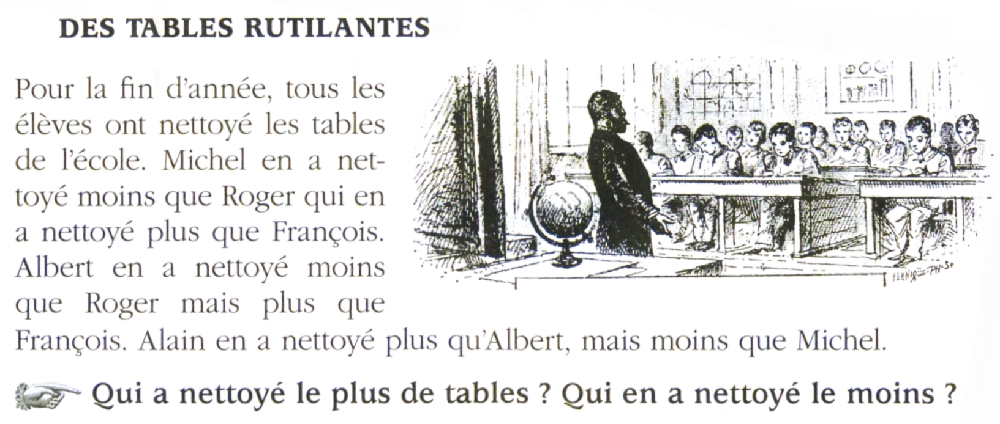 DES TABLES RUTILANTES
Pour la fin d'année, tous les
élèves ont nettoyé les tables
de l'école. Michel en a net-
toyé moins que Roger qui en
a nettoyé plus que François.
Albert en a nettoyé moins
que Roger mais plus que
François. Alain en a nettoyé plus qu'Albert, mais moins que Michel.
Qui a nettoyé le plus de tables ? Qui en a nettoyé le moins ?